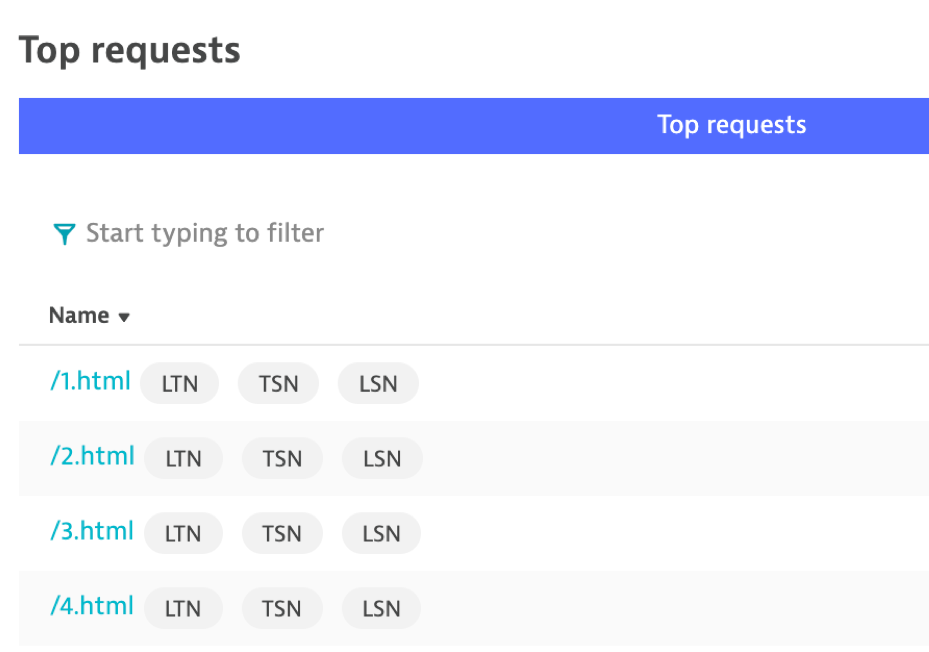 Top requests
Top requests
Start typing to filter
Name
/1.html LTN TSN LSN
/2.html LTN TSN LSN
/3.html LTN TSN LSN
/4.html LTN TSN LSN